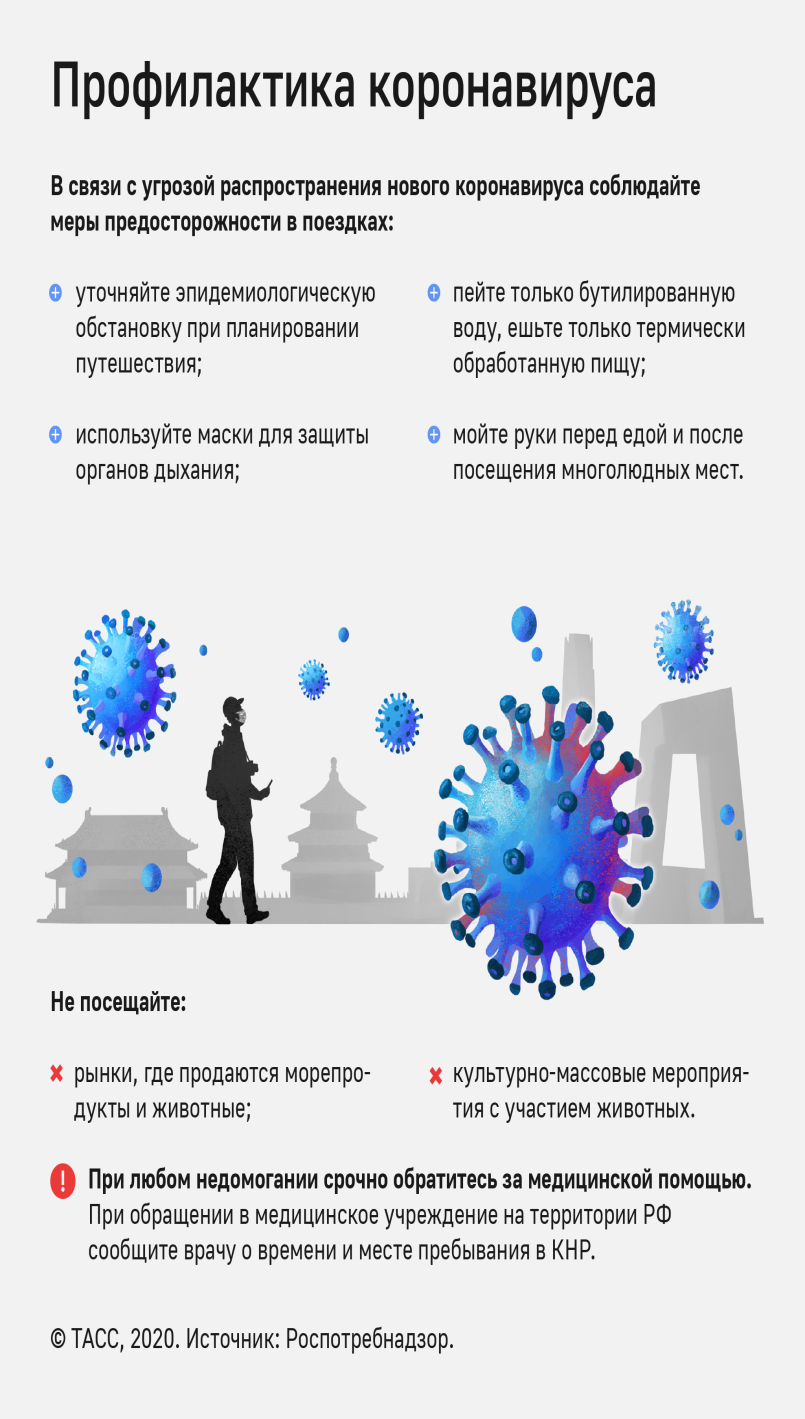 Профилактика коронавируса
В связи с угрозой распространения нового коронавируса соблюдайте
меры предосторожности в поездках:
уточняйте эпидемиологическую
обстановку при планировании
путешествия;
используйте маски для защиты
органов дыхания;
пейте только бутилированную
воду, ешьте только термически
обработанную пищу;
мойте руки перед едой и после
посещения многолюдных мест.
Не посещайте:
рынки, где продаются морепро-
дукты и животные;
культурно-массовые мероприя-
тия с участием животных.
При любом недомогании срочно обратитесь за медицинской помощью.
При обращении в медицинское учреждение на территории РФ
сообщите врачу о времени и месте пребывания в КНР.
© ТАСС, 2020. Источник: Роспотребнадзор.